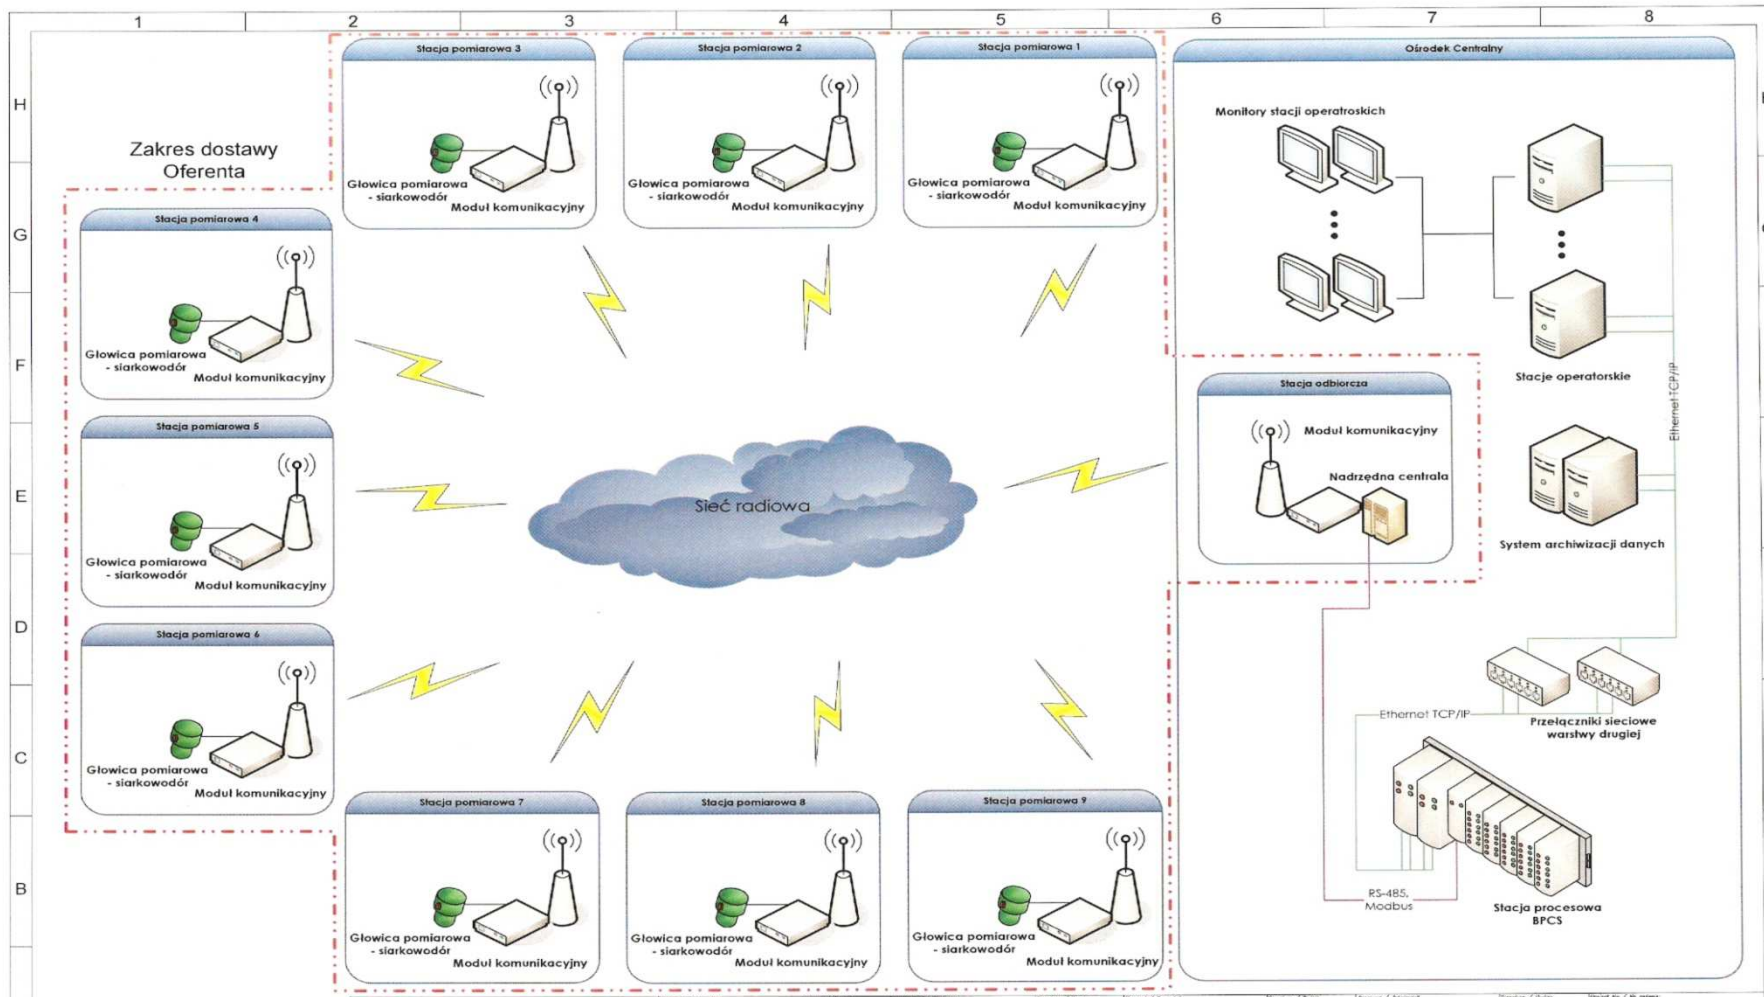 1 2 3 4 5 6 7 8
H
G
F
E
D
C
B
Zakres dostawy
Oferenta
Stacja pomiarowa 3
Głowica pomiarowa
- siarkowodór
Moduł komunikacyjny
Stacja pomiarowa 2
Głowica pomiarowa
- siarkowodór
Moduł komunikacyjny
Stacja pomiarowa 1
Głowica pomiarowa
- siarkowodór
Moduł komunikacyjny
Stacja pomiarowa 4
Głowica pomiarowa
- siarkowodór
Moduł komunikacyjny
Stacja pomiarowa 5
Głowica pomiarowa
- siarkowodór
Moduł komunikacyjny
Stacja pomiarowa 6
Głowica pomiarowa
- siarkowodór
Moduł komunikacyjny
Sieć radiowa
Stacja pomiarowa 7
Głowica pomiarowa
- siarkowodór
Moduł komunikacyjny
Stacja pomiarowa 8
Głowica pomiarowa
- siarkowodór
Moduł komunikacyjny
Stacja pomiarowa 9
Głowica pomiarowa
- siarkowodór
Moduł komunikacyjny
Ośrodek Centralny
Monitory stacji operatroskich
Stacje operatorskie
Ethernet TCP/IP
Stacja odbiorcza
Moduł komunikacyjny
Nadrzędna centrala
System archiwizacji danych
Ethernet TCP/IP
Przełączniki sieciowe
warstwy drugiej
RS-485,
Modbus
Stacja procesowa
BPCS